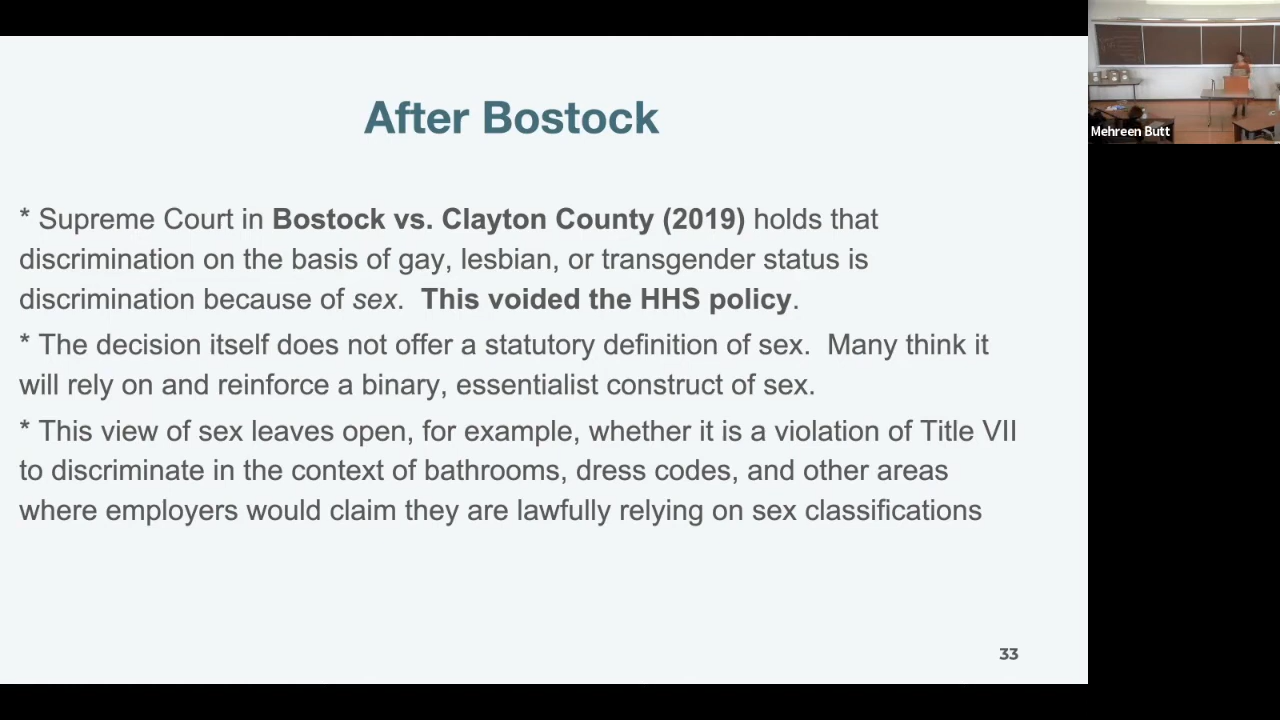 After Bostock
* Supreme Court in Bostock vs. Clayton County (2019) holds that
discrimination on the basis of gay, lesbian, or transgender status is
discrimination because of sex. This voided the HHS policy.
* The decision itself does not offer a statutory definition of sex. Many think it
will rely on and reinforce a binary, essentialist construct of sex.
* This view of sex leaves open, for example, whether it is a violation of Title VII
to discriminate in the context of bathrooms, dress codes, and other areas
where employers would claim they are lawfully relying on sex classifications
33
Mehreen Butt